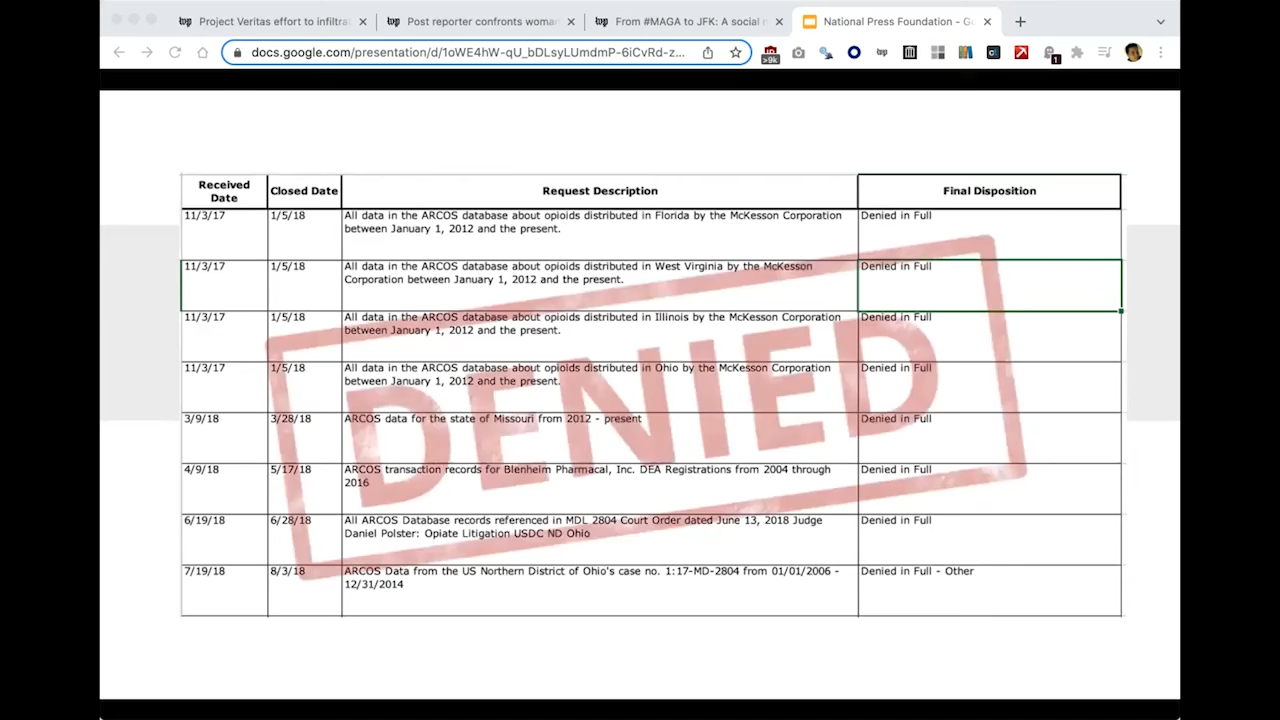 Project Veritas effort to infiltra
Post reporter confronts woma
From #MAGA to JFK: A social
National Press Foundation - Go
docs.google.com/presentation/d/1oWE4hW-qU_bDLsyLUmdmP-6iCvRd-z...
>9k
wp
1
Received Date
Closed Date
Request Description
Final Disposition
11/3/17
1/5/18
All data in the ARCOS database about opioids distributed in Florida by the McKesson Corporation
between January 1, 2012 and the present.
Denied in Full
11/3/17
1/5/18
All data in the ARCOS database about opioids distributed in West Virginia by the McKesson
Corporation between January 1, 2012 and the present.
Denied in Full
11/3/17
1/5/18
All data in the ARCOS database about opioids distributed in Illinois by the McKesson Corporation
between January 1, 2012 and the present.
Denied in Full
11/3/17
1/5/18
All data in the ARCOS database about opioids distributed in Ohio by the McKesson Corporation
between January 1, 2012 and the present.
Denied in Full
3/9/18
3/28/18
ARCOS data for the state of Missouri from 2012 - present
Denied in Full
4/9/18
5/17/18
ARCOS transaction records for Blenheim Pharmacal, Inc. DEA Registrations from 2004 through
2016
Denied in Full
6/19/18
6/28/18
All ARCOS Database records referenced in MDL 2804 Court Order dated June 13, 2018 Judge
Daniel Polster: Opiate Litigation USDC ND Ohio
Denied in Full
7/19/18
8/3/18
ARCOS Data from the US Northern District of Ohio's case no. 1:17-MD-2804 from 01/01/2006 -
12/31/2014
Denied in Full - Other
DENIED